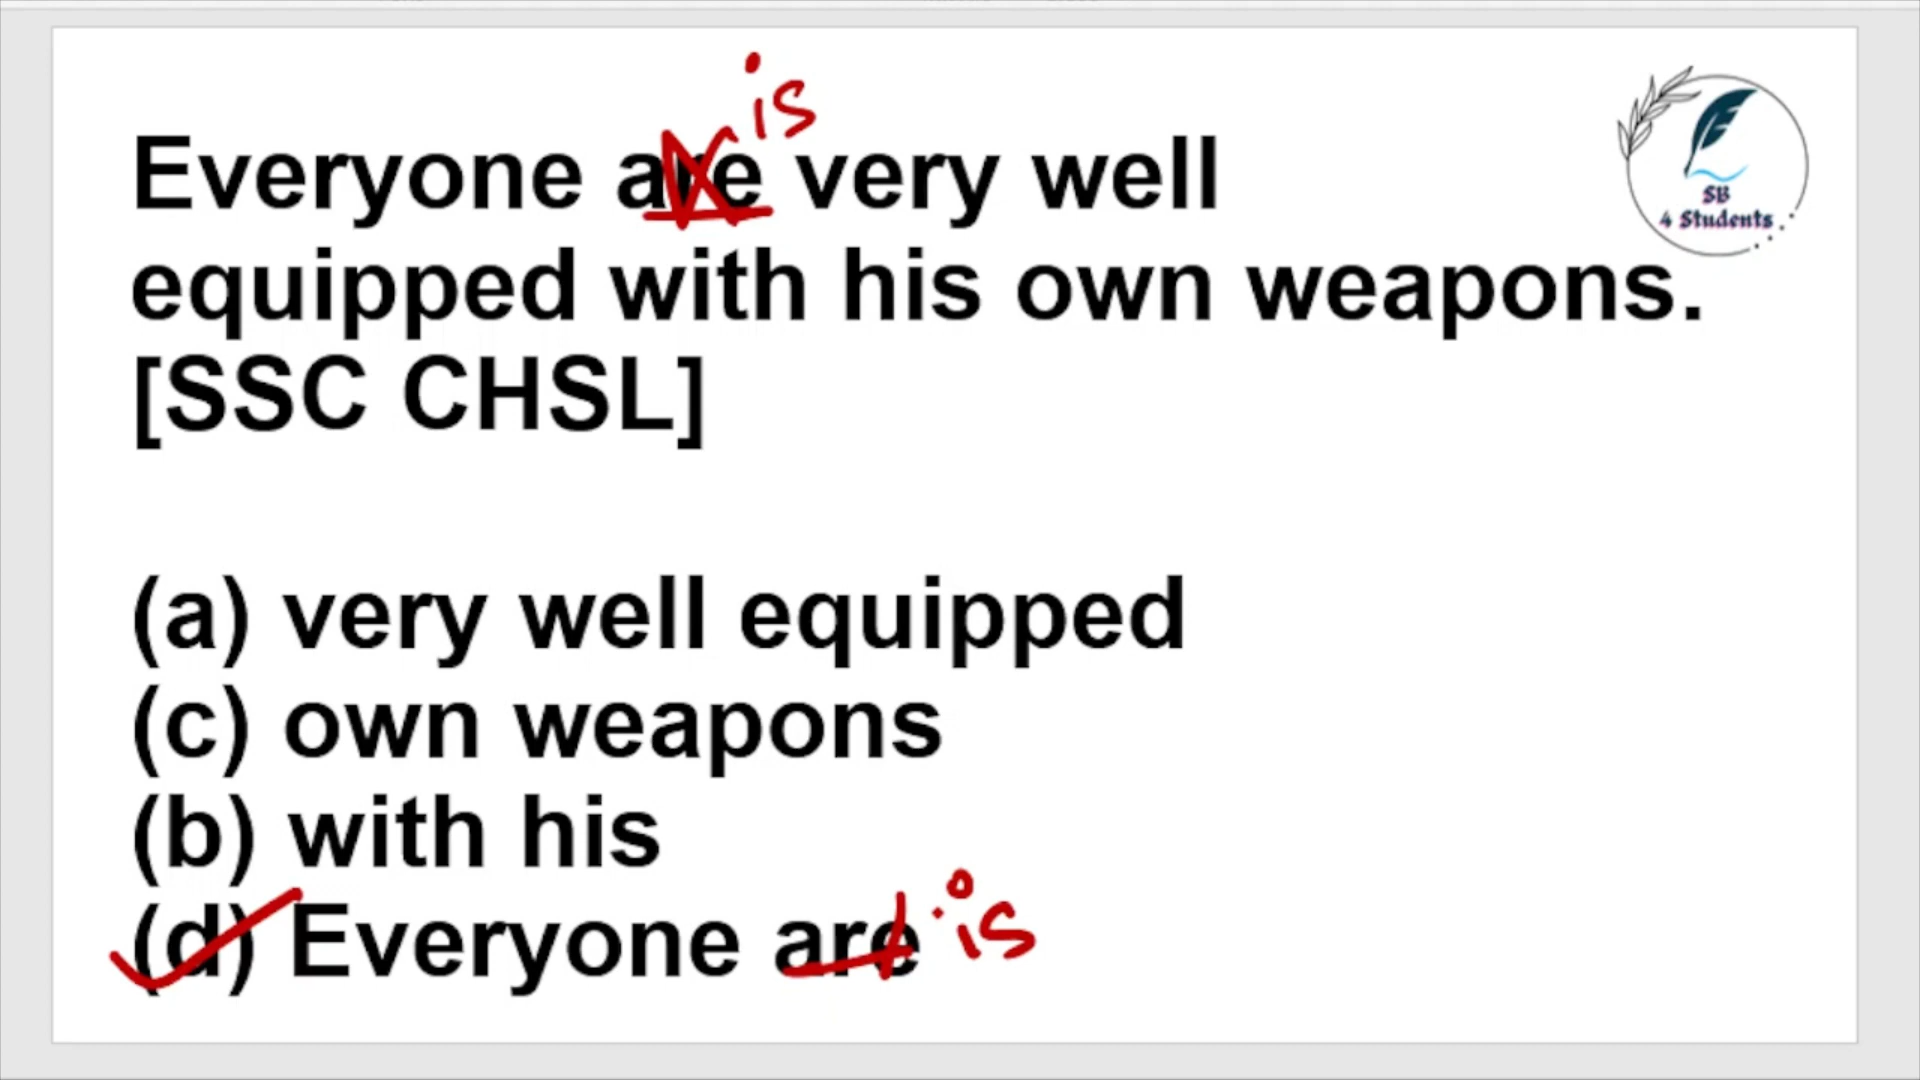 is
Everyone are very well
equipped with his own weapons.
[SSC CHSL]
(a) very well equipped
(c) own weapons
(b) with his
(d) Everyone are is
SB
4 Students